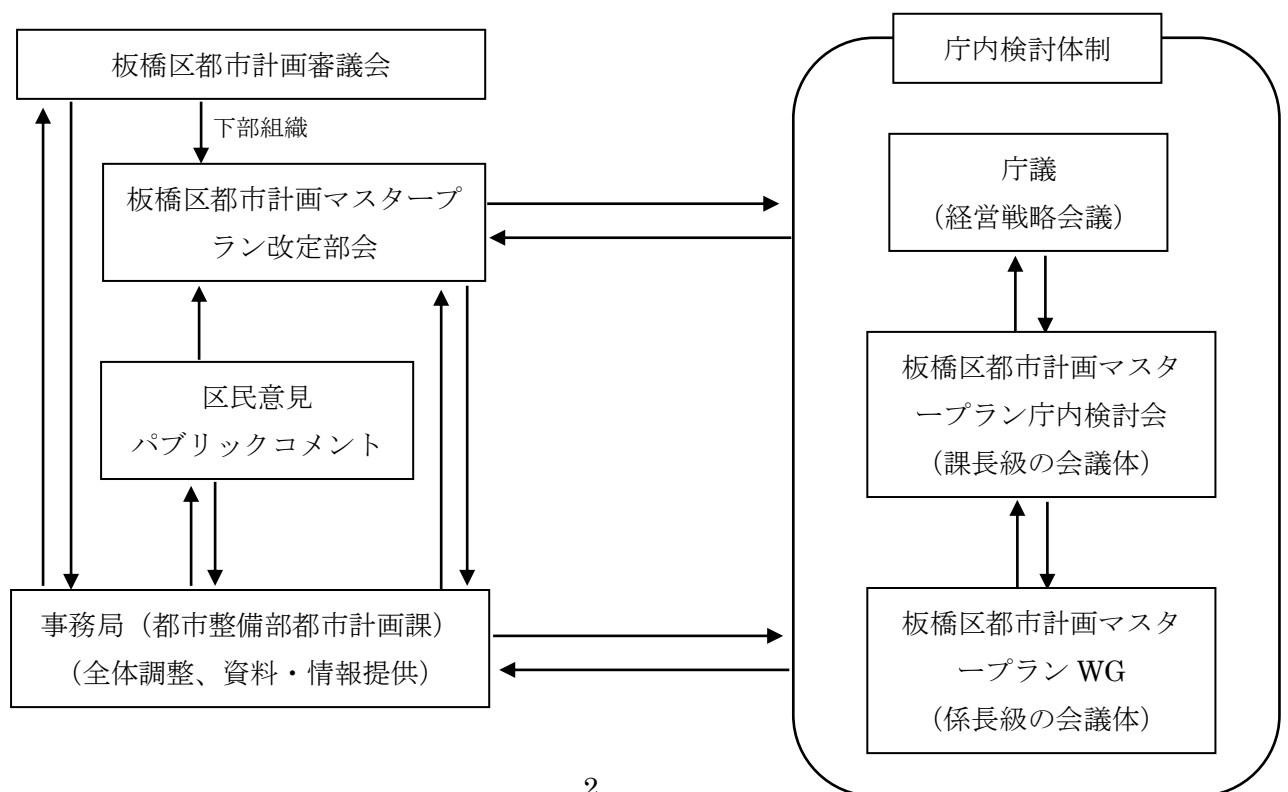 板橋区都市計画審議会
下部組織
板橋区都市計画マスタープ
ラン改定部会
区民意見
パブリックコメント
事務局（都市整備部都市計画課）
（全体調整、資料・情報提供）
庁内検討体制
庁議
（経営戦略会議）
板橋区都市計画マスタ
ープラン庁内検討会
（課長級の会議体）
板橋区都市計画マスタ
ープラン WG
（係長級の会議体）
2